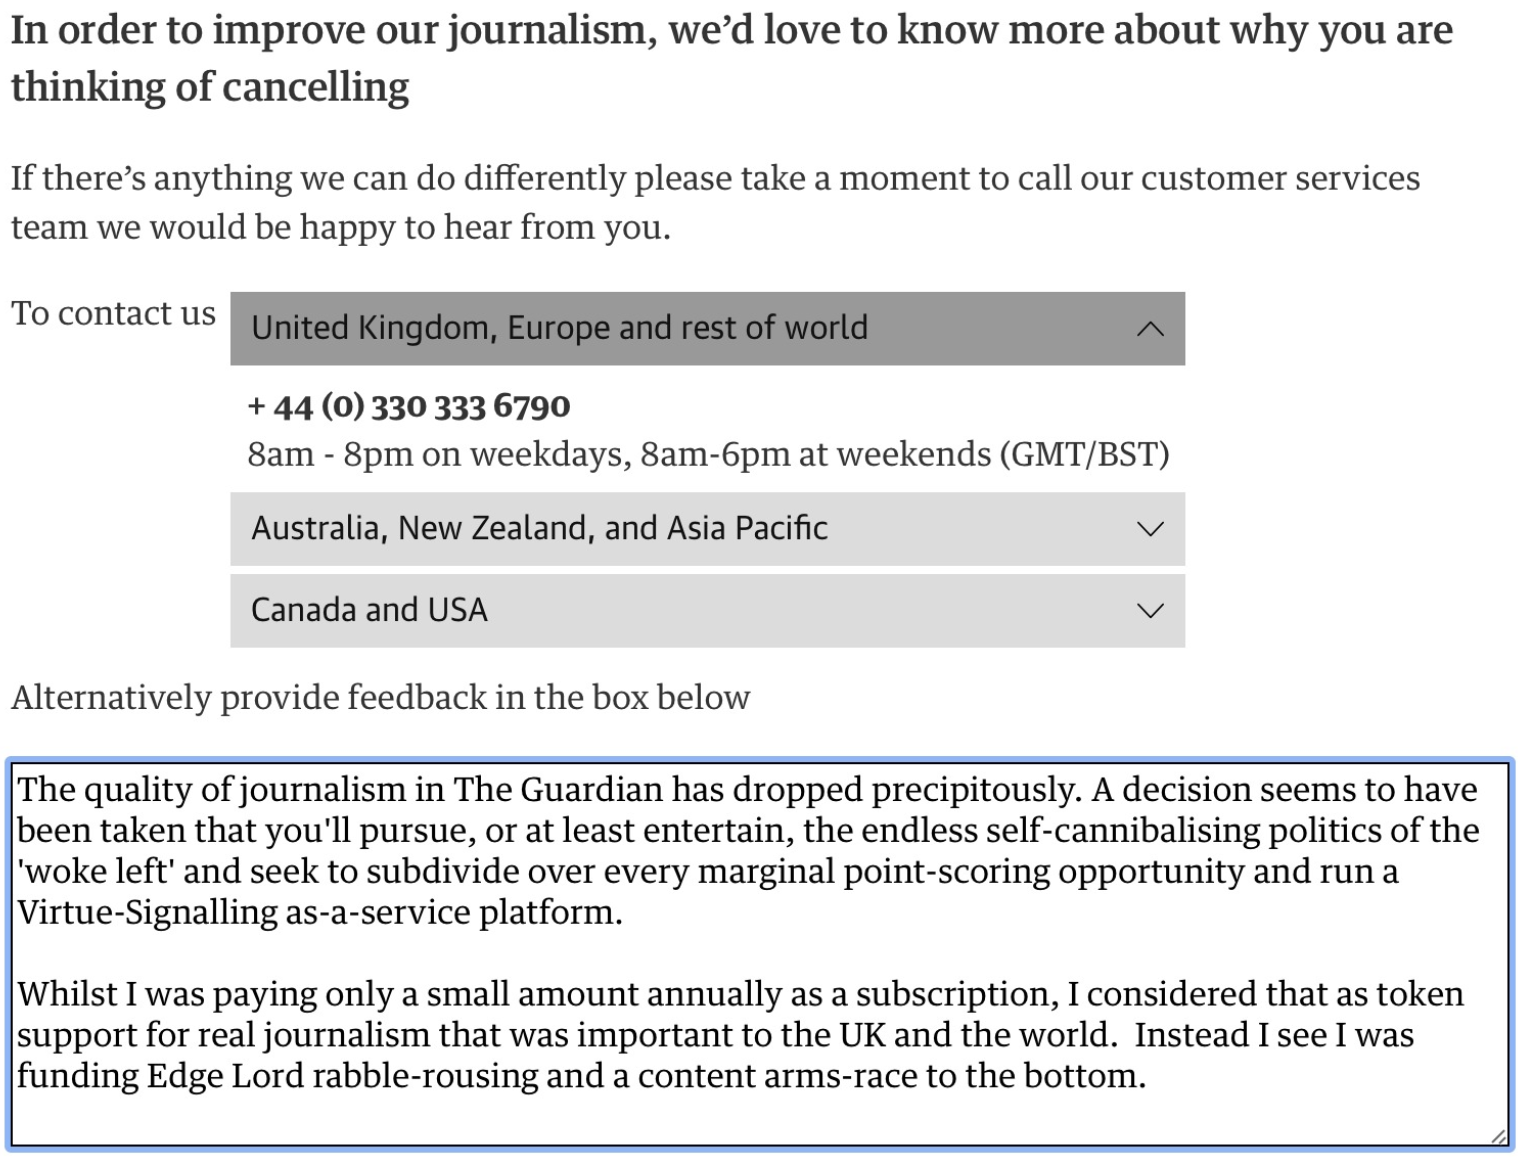 In order to improve our journalism, we’d love to know more about why you are
thinking of cancelling
If there’s anything we can do differently please take a moment to call our customer services
team we would be happy to hear from you.
To contact us
United Kingdom, Europe and rest of world
+ 44 (0) 330 333 6790
8am - 8pm on weekdays, 8am-6pm at weekends (GMT/BST)
Australia, New Zealand, and Asia Pacific
Canada and USA
Alternatively provide feedback in the box below
The quality of journalism in The Guardian has dropped precipitously. A decision seems to have
been taken that you'll pursue, or at least entertain, the endless self-cannibalising politics of the
'woke left' and seek to subdivide over every marginal point-scoring opportunity and run a
Virtue-Signalling as-a-service platform.
Whilst I was paying only a small amount annually as a subscription, I considered that as token
support for real journalism that was important to the UK and the world.  Instead I see I was
funding Edge Lord rabble-rousing and a content arms-race to the bottom.